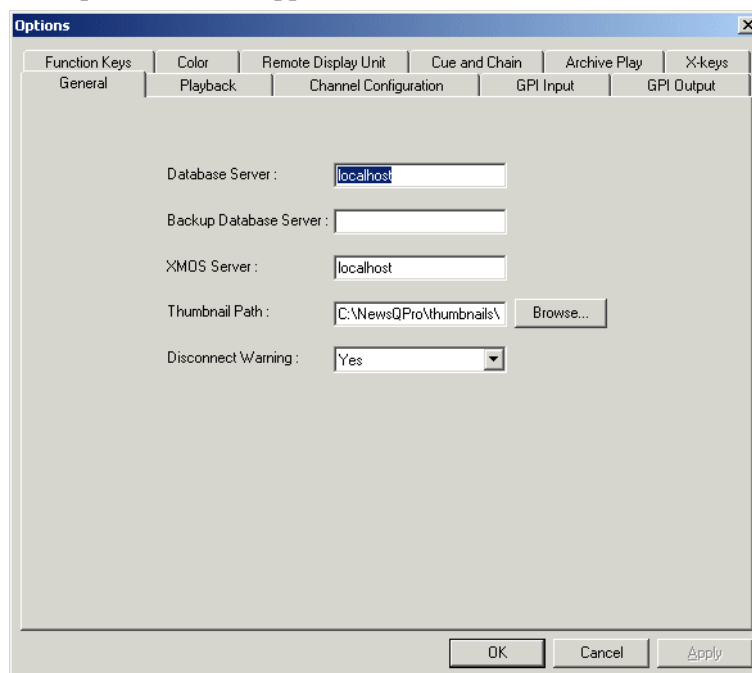 Options
Function Keys Color Remote Display Unit Cue and Chain Archive Play X-keys
General Playback Channel Configuration GPI Input GPI Output
Database Server : localhost
Backup Database Server :
XMOS Server : localhost
Thumbnail Path : C:\NewsQPro\thumbnails\ Browse...
Disconnect Warning : Yes
OK Cancel Apply